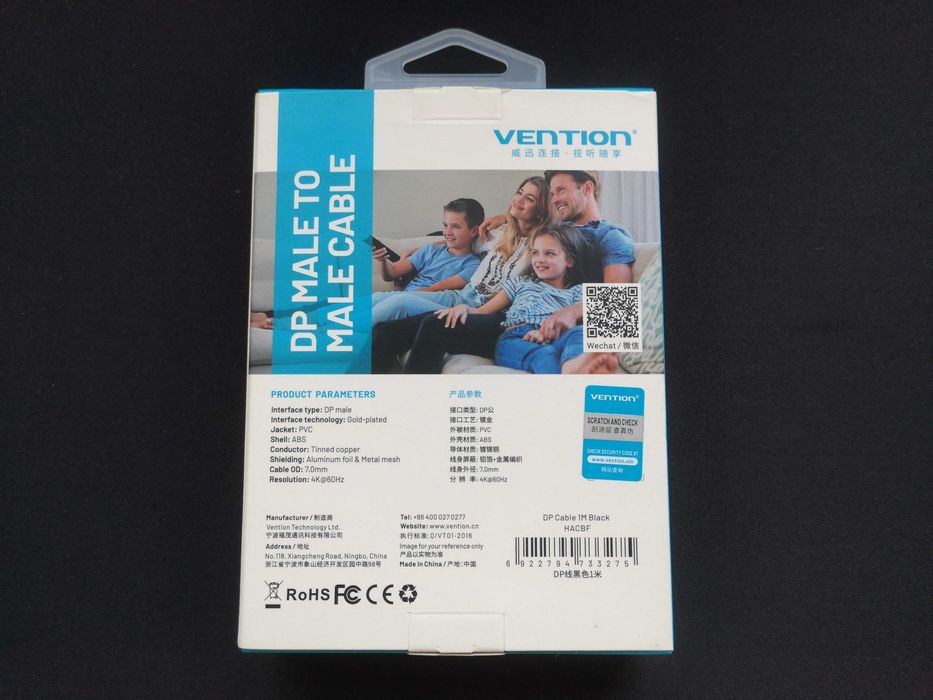 VENTION®
威迅连接·视听随享
DP MALE TO
MALE CABLE
Wechat / 微信
PRODUCT PARAMETERS
Interface type: DP male
Interface technology: Gold-plated
Jacket: PVC
Shell: ABS
Conductor: Tinned copper
Shielding: Aluminum foil & Metal mesh
Cable OD: 7.0mm
Resolution: 4K@60Hz
产品参数
接口类型: DP公
接口工艺: 镀金
外被材质: PVC
外壳材质: ABS
导体材质: 镀锡铜
线身屏蔽: 铝箔+金属编织
线身外径: 7.0mm
分 辨 率: 4K@60Hz
VENTION®
SCRATCH AND CHECK
刮涂层 查真伪
CHECK SECURITY CODE AT
www.vention.xin
网站查询
Manufacturer / 制造商
Vention Technology Ltd.
宁波福茂通讯科技有限公司
Address / 地址
No.118, Xiangcheng Road, Ningbo, China
浙江省宁波市象山经济开发区园中路98号
Tel: +86 400 027 0277
Website: www.vention.cn
执行标准: Q/VT01-2016
Image for your reference only
产品以实物为准
Made in China / 产地: 中国
DP Cable 1M Black
HACBF
6 922794 733275
DP线黑色1米
RoHS FC CE